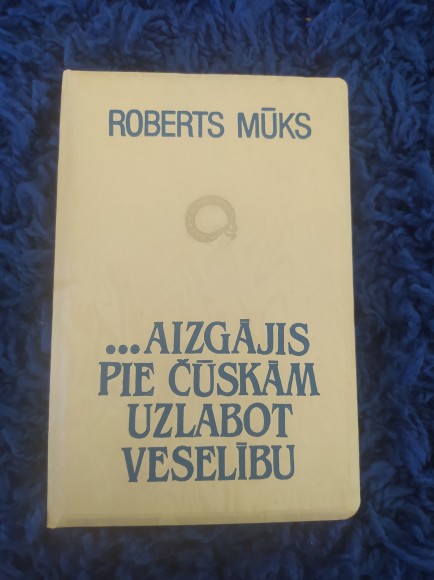 ROBERTS MŪKS
...AIZGĀJIS
PIE ČŪSKĀM
UZLABOT
VESELĪBU